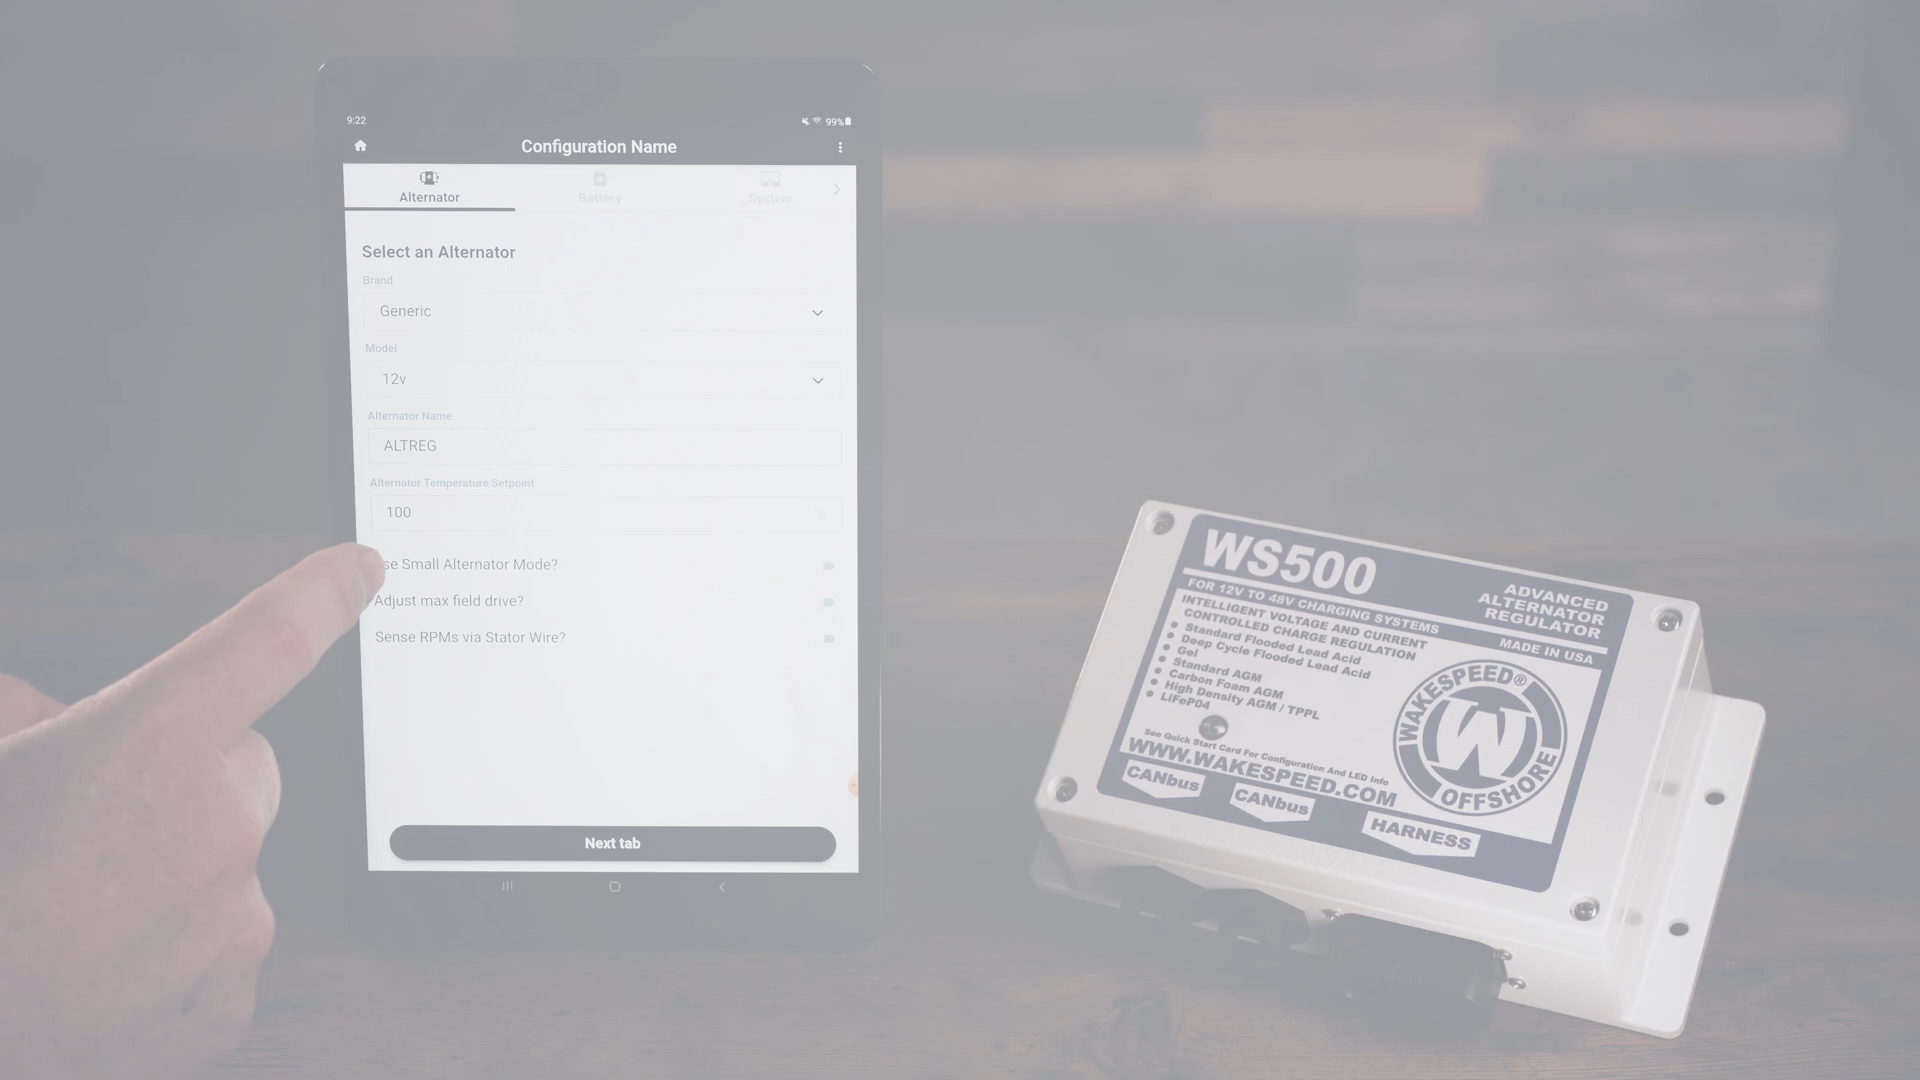 9:22
99%
Configuration Name
Alternator
Battery
System
Select an Alternator
Brand
Generic
Model
12v
Alternator Name
ALTREG
Alternator Temperature Setpoint
100
°C
se Small Alternator Mode?
Adjust max field drive?
Sense RPMs via Stator Wire?
Next tab
WS500
ADVANCED
ALTERNATOR
REGULATOR
FOR 12V TO 48V CHARGING SYSTEMS
MADE IN USA
INTELLIGENT VOLTAGE AND CURRENT
CONTROLLED CHARGE REGULATION
• Standard Flooded Lead Acid
• Deep Cycle Flooded Lead Acid
• Gel
• Standard AGM
• Carbon Foam AGM
• High Density AGM / TPPL
• LiFeP04
WAKESPEED®
W
OFFSHORE
See Quick Start Card For Configuration And LED Info
WWW.WAKESPEED.COM
CANbus
CANbus
HARNESS